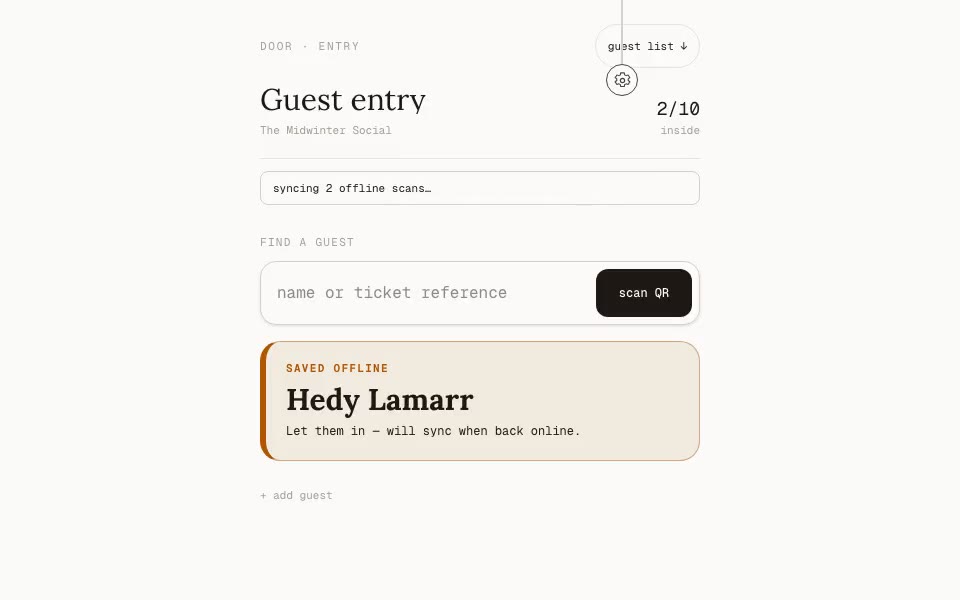 DOOR · ENTRY
guest list ↓
Guest entry
2/10
The Midwinter Social
inside
syncing 2 offline scans…
FIND A GUEST
name or ticket reference
scan QR
SAVED OFFLINE
Hedy Lamarr
Let them in — will sync when back online.
+ add guest